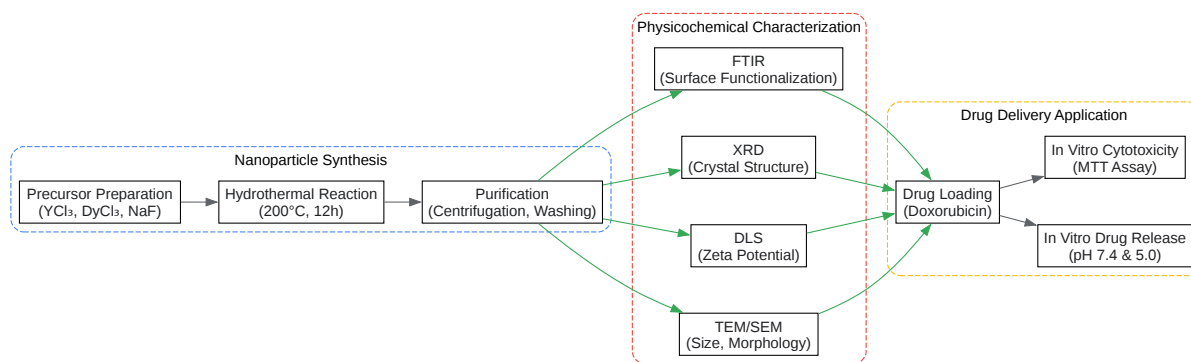 Nanoparticle Synthesis
Precursor Preparation
(YCl₃, DyCl₃, NaF)
Hydrothermal Reaction
(200°C, 12h)
Purification
(Centrifugation, Washing)
Physicochemical Characterization
FTIR
(Surface Functionalization)
XRD
(Crystal Structure)
DLS
(Zeta Potential)
TEM/SEM
(Size, Morphology)
Drug Delivery Application
Drug Loading
(Doxorubicin)
In Vitro Cytotoxicity
(MTT Assay)
In Vitro Drug Release
(pH 7.4 & 5.0)